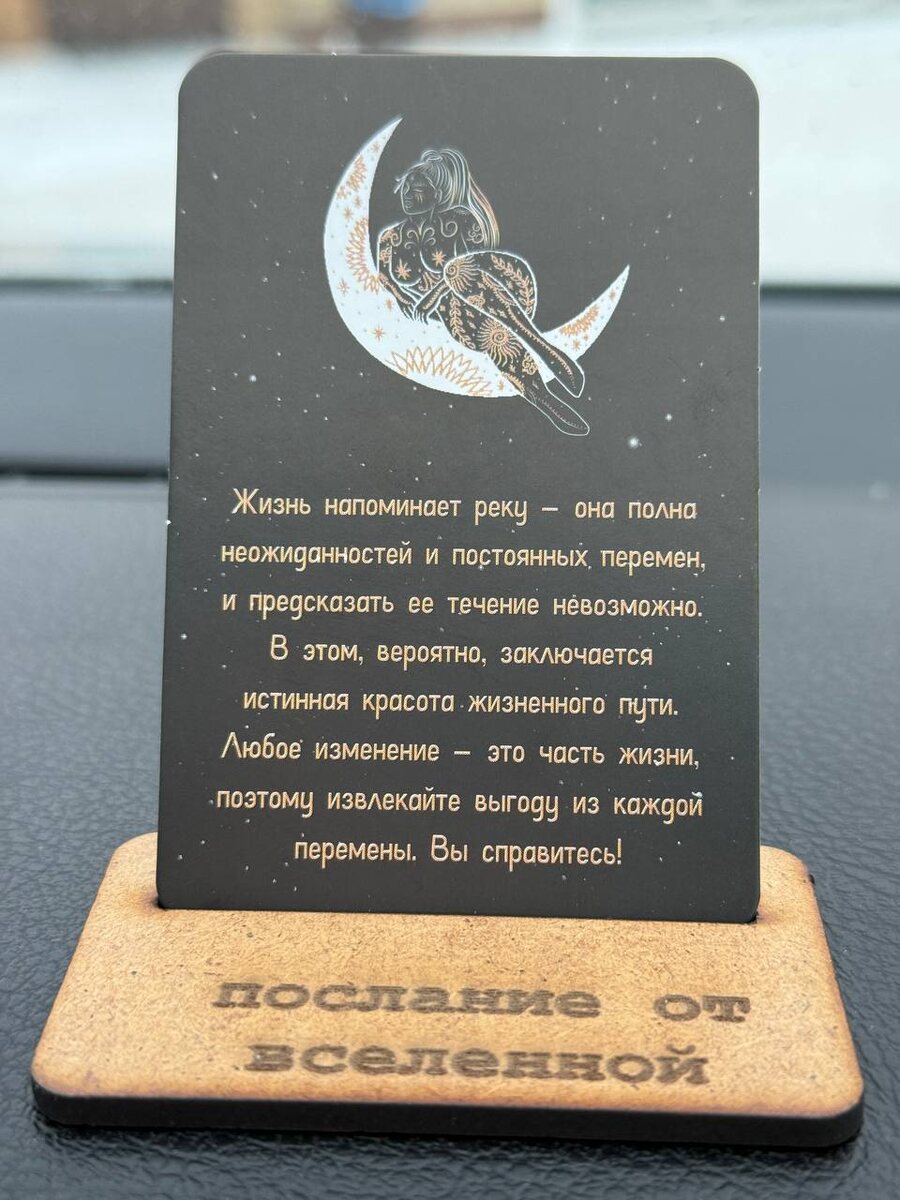 Жизнь напоминает реку – она полна
неожиданностей и постоянных перемен,
и предсказать ее течение невозможно.
В этом, вероятно, заключается
истинная красота жизненного пути.
Любое изменение – это часть жизни,
поэтому извлекайте выгоду из каждой
перемены. Вы справитесь!
послание от
вселенной